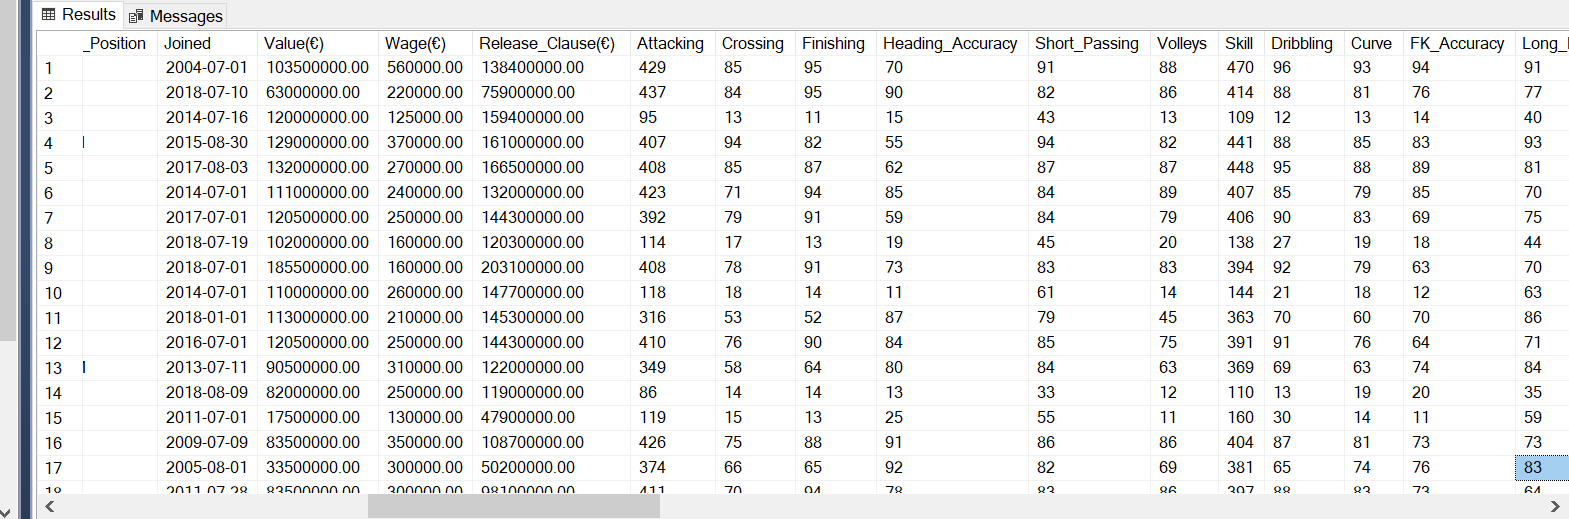 Results Messages
_Position Joined Value(€) Wage(€) Release_Clause(€) Attacking Crossing Finishing Heading_Accuracy Short_Passing Volleys Skill Dribbling Curve FK_Accuracy Long_
1 2004-07-01 103500000.00 560000.00 138400000.00 429 85 95 70 91 88 470 96 93 94 91
2 2018-07-10 63000000.00 220000.00 75900000.00 437 84 95 90 82 86 414 88 81 76 77
3 2014-07-16 120000000.00 125000.00 159400000.00 95 13 11 15 43 13 109 12 13 14 40
4 2015-08-30 129000000.00 370000.00 161000000.00 407 94 82 55 94 82 441 88 85 83 93
5 2017-08-03 132000000.00 270000.00 166500000.00 408 85 87 62 87 87 448 95 88 89 81
6 2014-07-01 111000000.00 240000.00 132000000.00 423 71 94 85 84 89 407 85 79 85 70
7 2017-07-01 120500000.00 250000.00 144300000.00 392 79 91 59 84 79 406 90 83 69 75
8 2018-07-19 102000000.00 160000.00 120300000.00 114 17 13 19 45 20 138 27 19 18 44
9 2018-07-01 185500000.00 160000.00 203100000.00 408 78 91 73 83 83 394 92 79 63 70
10 2014-07-01 110000000.00 260000.00 147700000.00 118 18 14 11 61 14 144 21 18 12 63
11 2018-01-01 113000000.00 210000.00 145300000.00 316 53 52 87 79 45 363 70 60 70 86
12 2016-07-01 120500000.00 250000.00 144300000.00 410 76 90 84 85 75 391 91 76 64 71
13 2013-07-11 90500000.00 310000.00 122000000.00 349 58 64 80 84 63 369 69 63 74 84
14 2018-08-09 82000000.00 250000.00 119000000.00 86 14 14 13 33 12 110 13 19 20 35
15 2011-07-01 17500000.00 130000.00 47900000.00 119 15 13 25 55 11 160 30 14 11 59
16 2009-07-09 83500000.00 350000.00 108700000.00 426 75 88 91 86 86 404 87 81 73 73
17 2005-08-01 33500000.00 300000.00 50200000.00 374 66 65 92 82 69 381 65 74 76 83
18 2011-07-28 83500000.00 300000.00 98100000.00 411 70 94 78 83 86 397 88 83 73 64